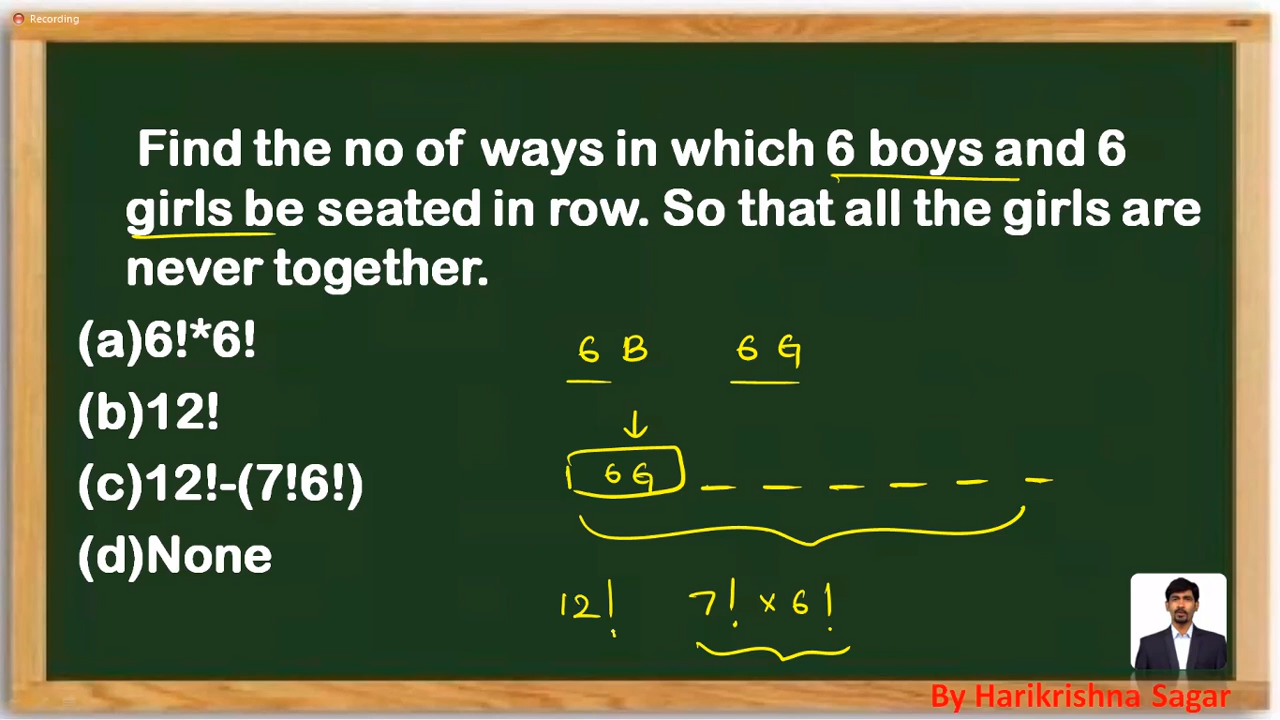 Recording
Find the no of ways in which 6 boys and 6
girls be seated in row. So that all the girls are
never together.
(a)6!*6!
(b)12!
(c)12!-(7!6!)
(d)None
6 B 6 G
6 G
12! 7! × 6!
By Harikrishna Sagar